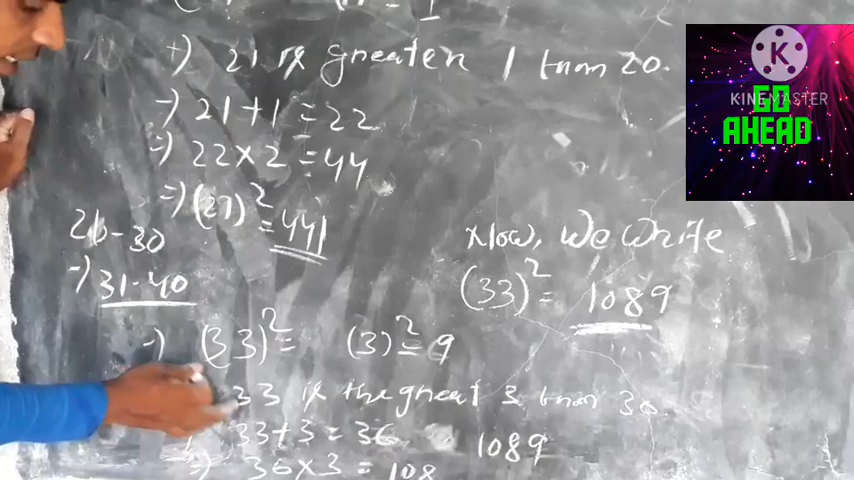 21 is greater 1 than 20.
=) 21+1 = 22
=) 22×2 = 44
=) (21)² = 441
21-30
=) 31-40
Now, we write
(33)² = 1089
=) (33)² = (3)² = 9
33 is the great 3 than 30.
33+3 = 36
1089
=) 36×3 = 108
KINEMASTER
GO
AHEAD